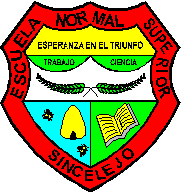 ESCUELA NORMAL SUPERIOR
ESPERANZA EN EL TRIUNFO
TRABAJO CIENCIA
SINCELEJO